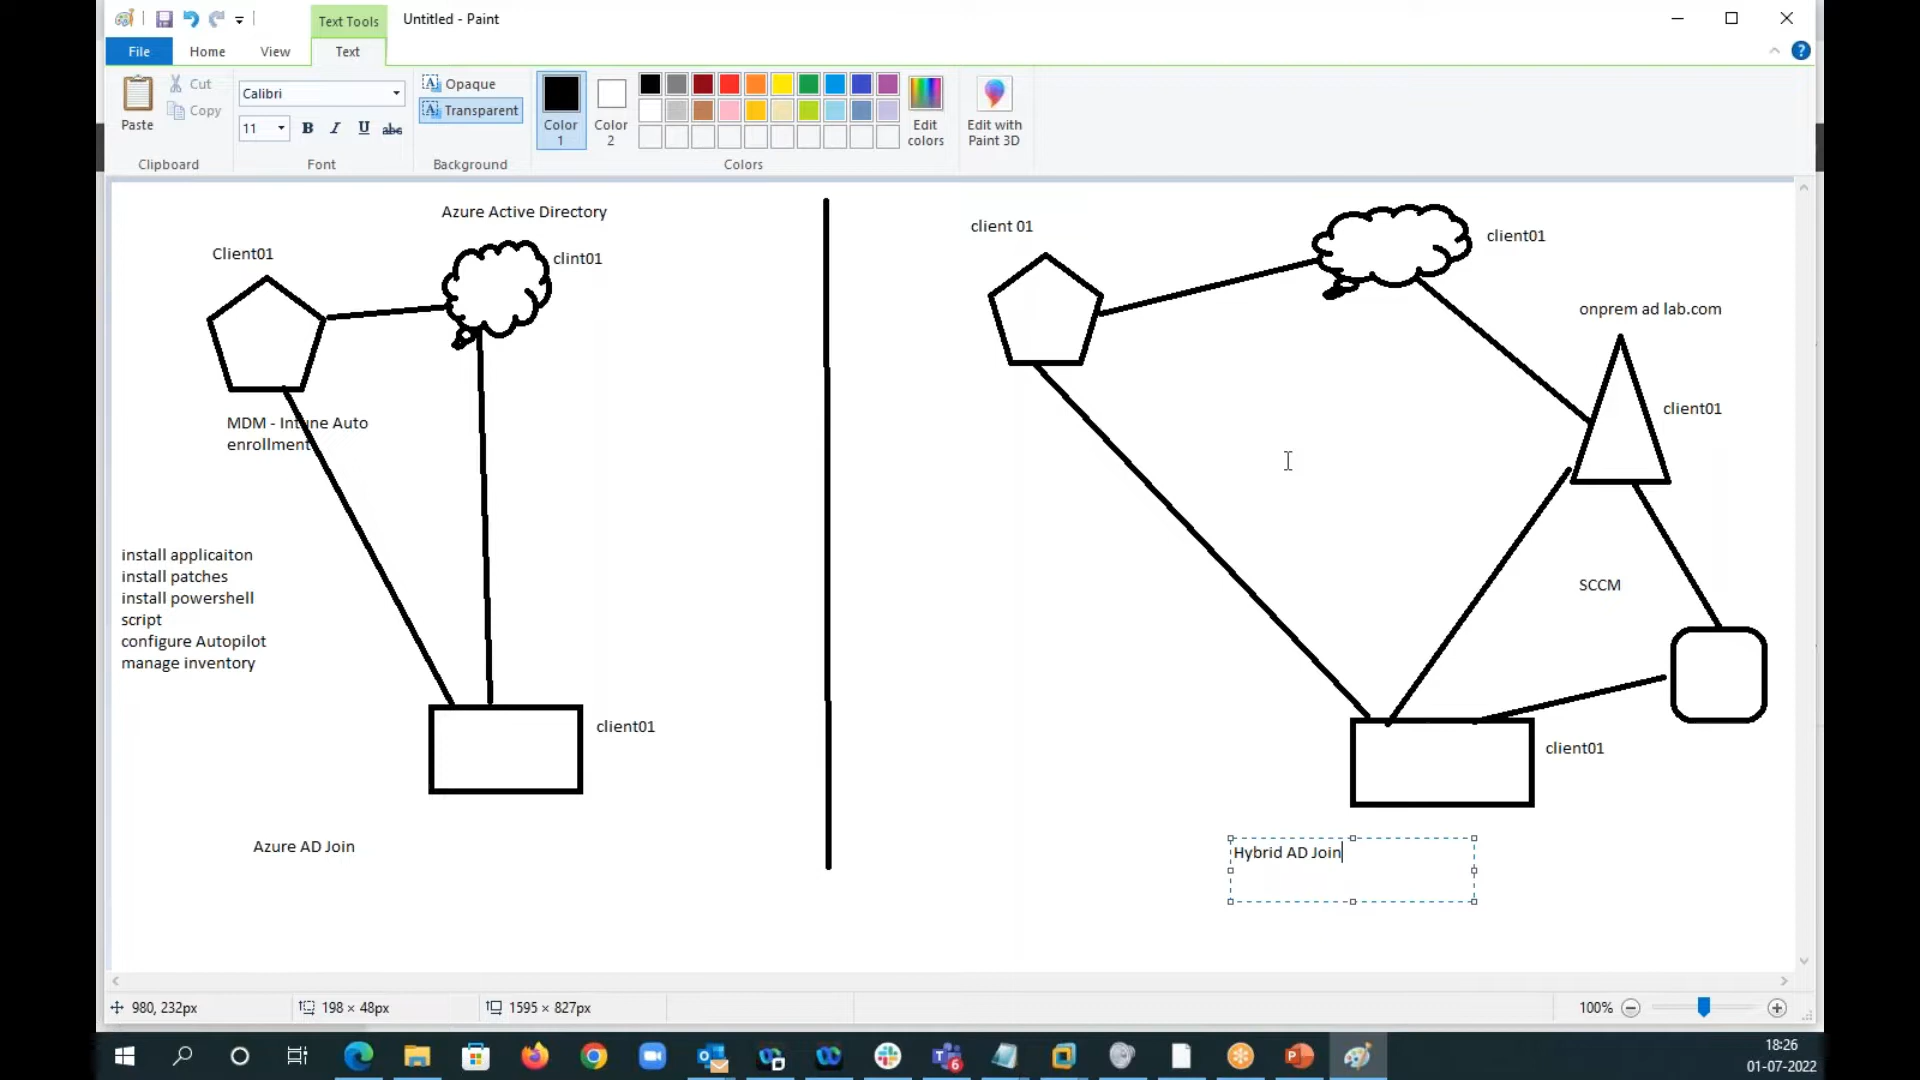 Text Tools
Untitled - Paint
File
Home
View
Text
Paste
Cut
Copy
Clipboard
Calibri
11
B
I
U
abc
Font
Opaque
Transparent
Background
Color
1
Color
2
Edit
colors
Colors
Edit with
Paint 3D
Azure Active Directory
Client01
clint01
MDM - Intune Auto
enrollment
install applicaiton
install patches
install powershell
script
configure Autopilot
manage inventory
client01
Azure AD Join
client 01
client01
onprem ad lab.com
client01
SCCM
client01
Hybrid AD Join
980, 232px
198 × 48px
1595 × 827px
100%
18:26
01-07-2022